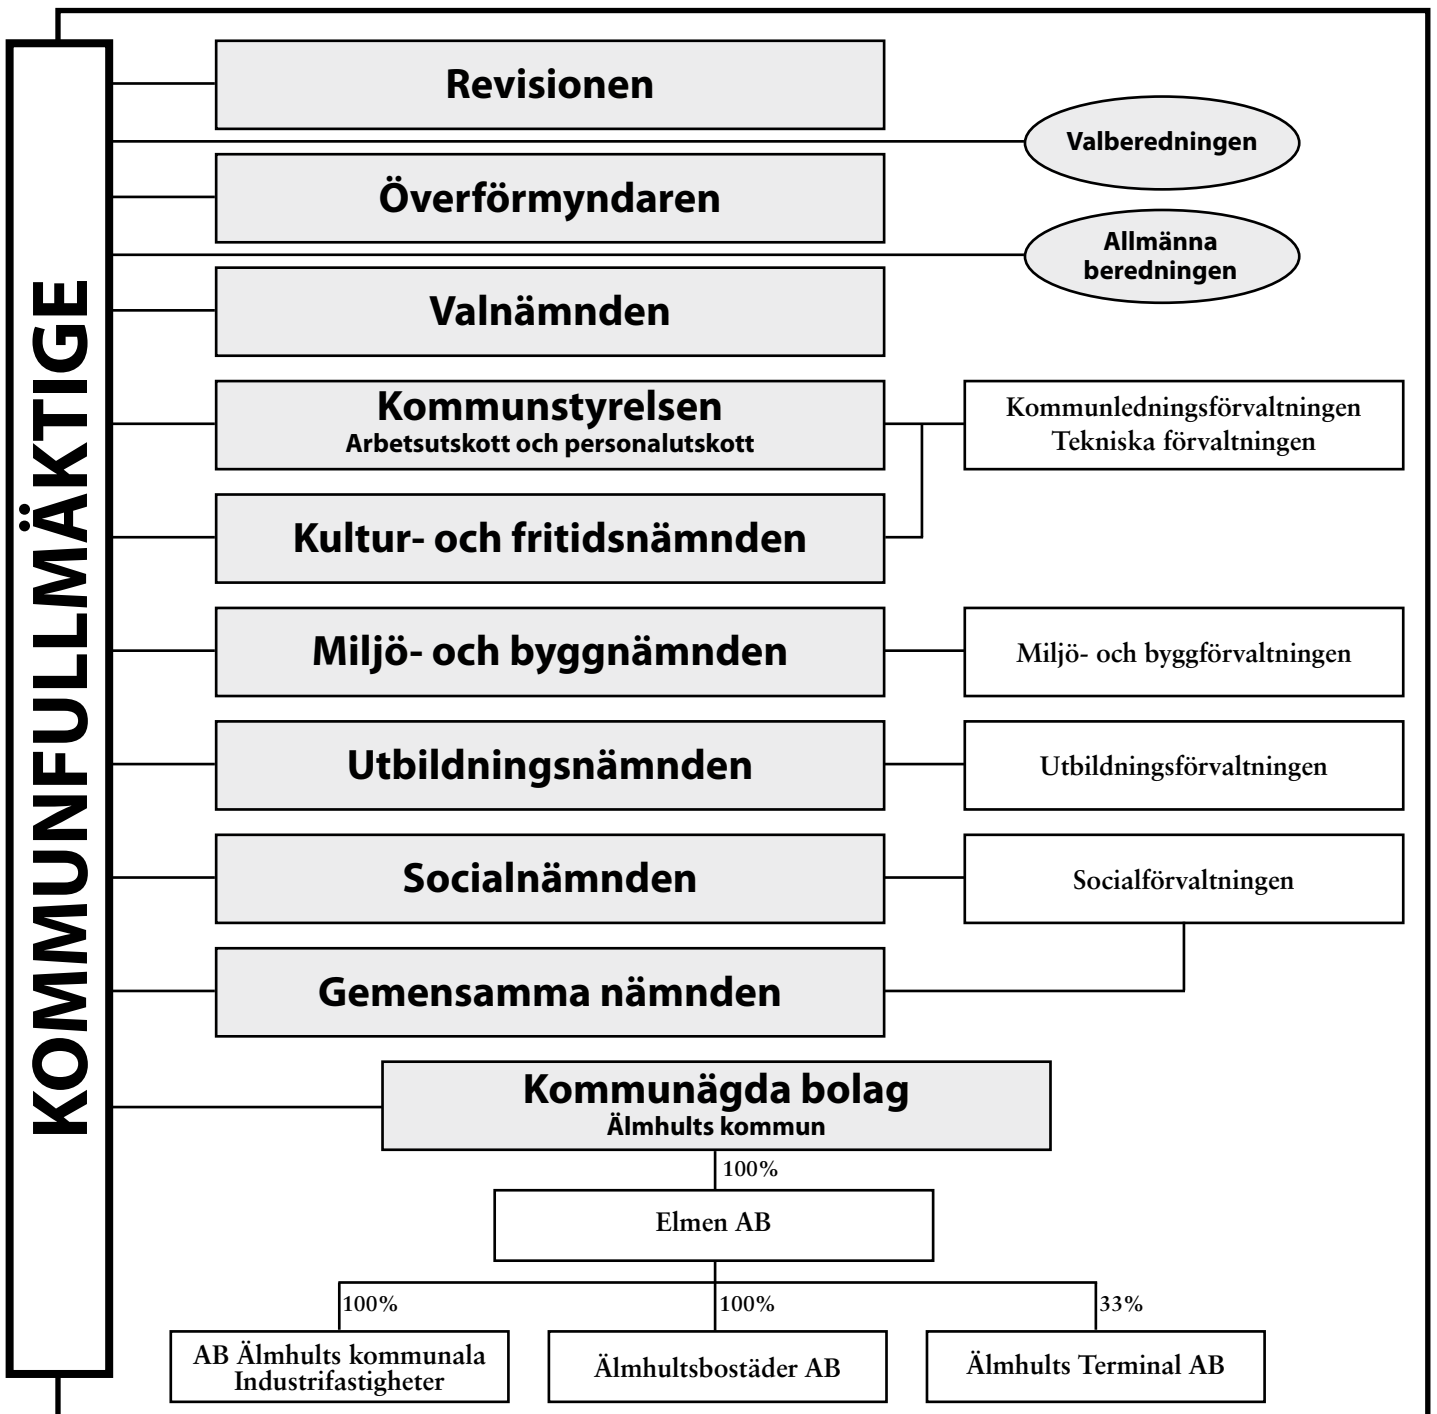 KOMMUNFULLMÄKTIGE
Revisionen
Valberedningen
Överförmyndaren
Allmänna
beredningen
Valnämnden
Kommunstyrelsen
Arbetsutskott och personalutskott
Kommunledningsförvaltningen
Tekniska förvaltningen
Kultur- och fritidsnämnden
Miljö- och byggnämnden
Miljö- och byggförvaltningen
Utbildningsnämnden
Utbildningsförvaltningen
Socialnämnden
Socialförvaltningen
Gemensamma nämnden
Kommunägda bolag
Älmhults kommun
100%
Elmen AB
100%
100%
33%
AB Älmhults kommunala
Industrifastigheter
Älmhultsbostäder AB
Älmhults Terminal AB